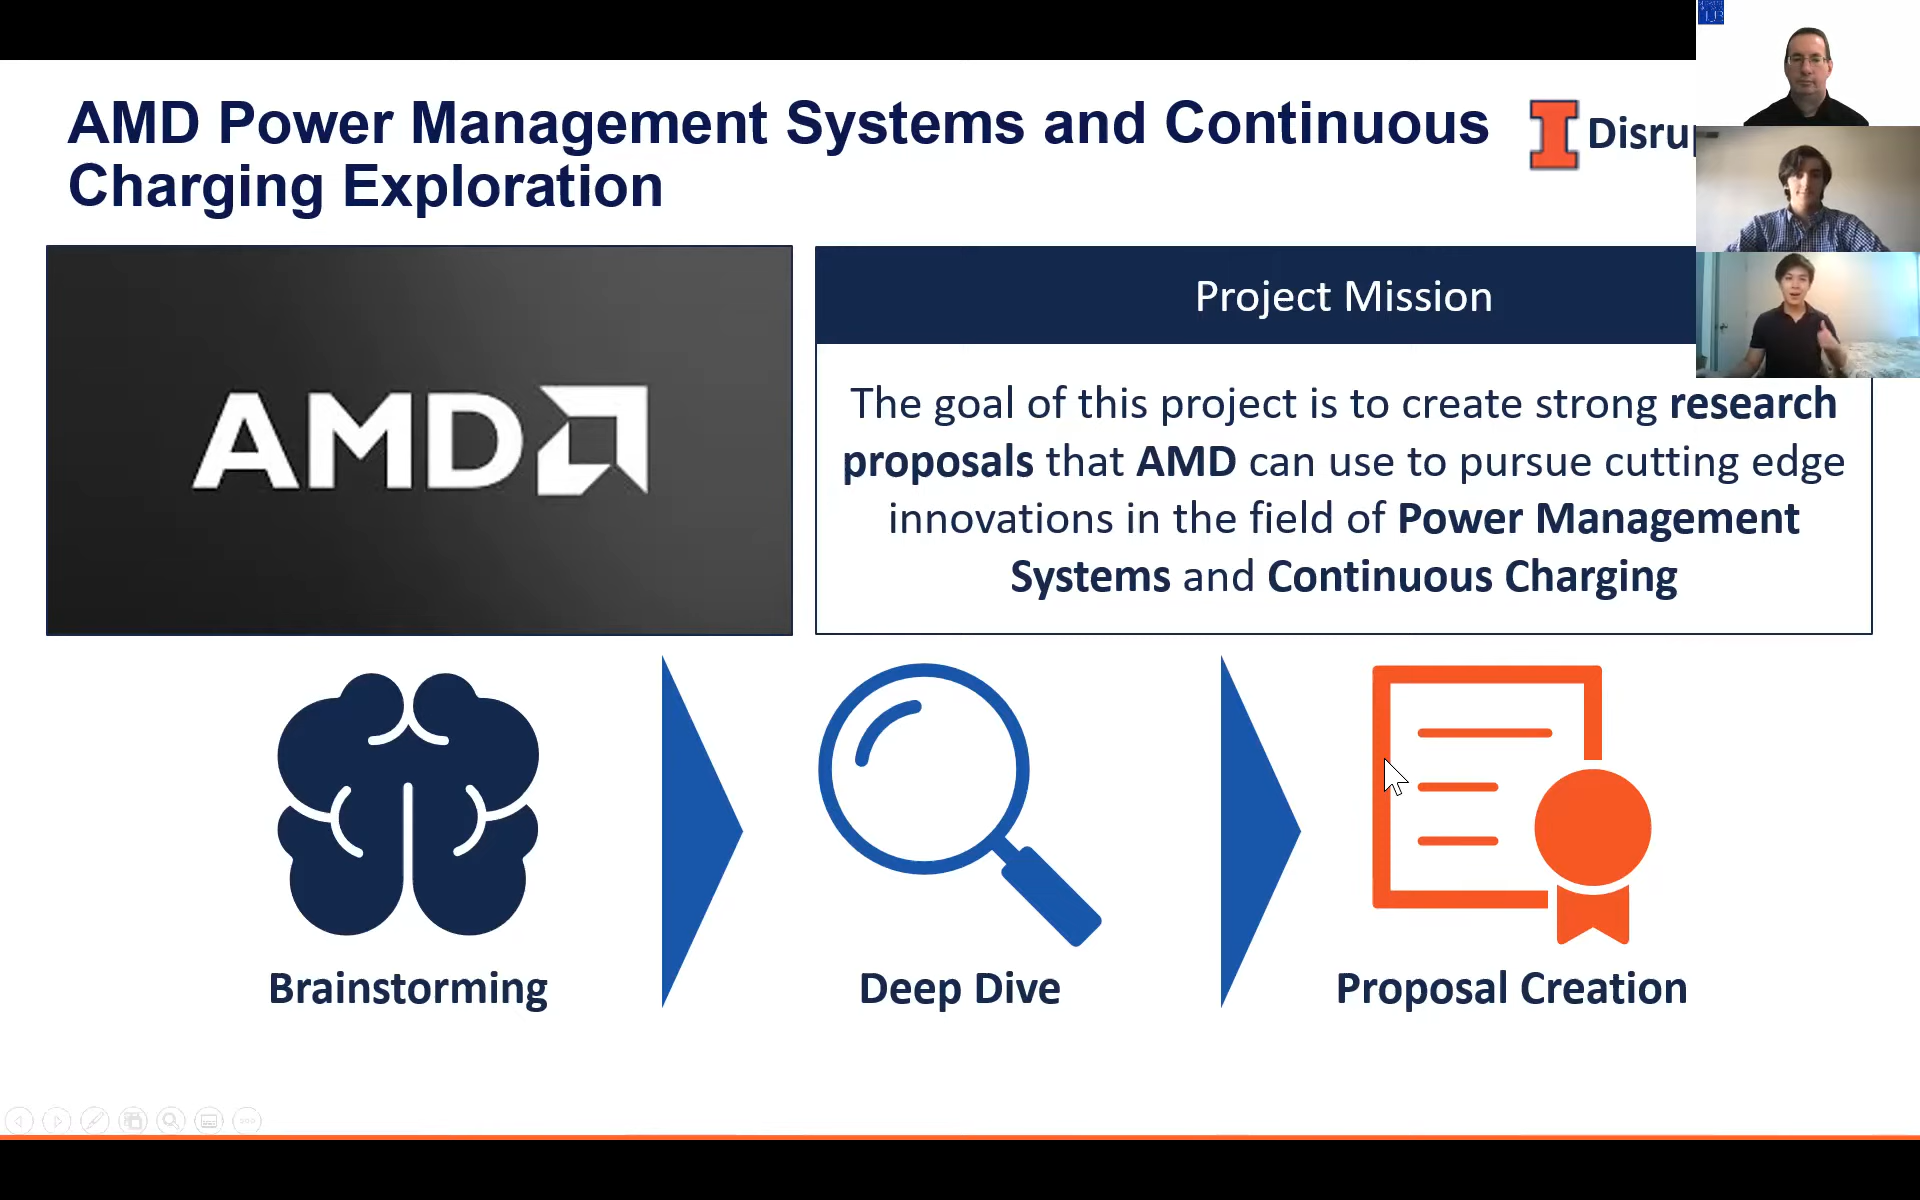 AMD Power Management Systems and Continuous
Charging Exploration
AMD
Project Mission
The goal of this project is to create strong research
proposals that AMD can use to pursue cutting edge
innovations in the field of Power Management
Systems and Continuous Charging
Brainstorming
Deep Dive
Proposal Creation